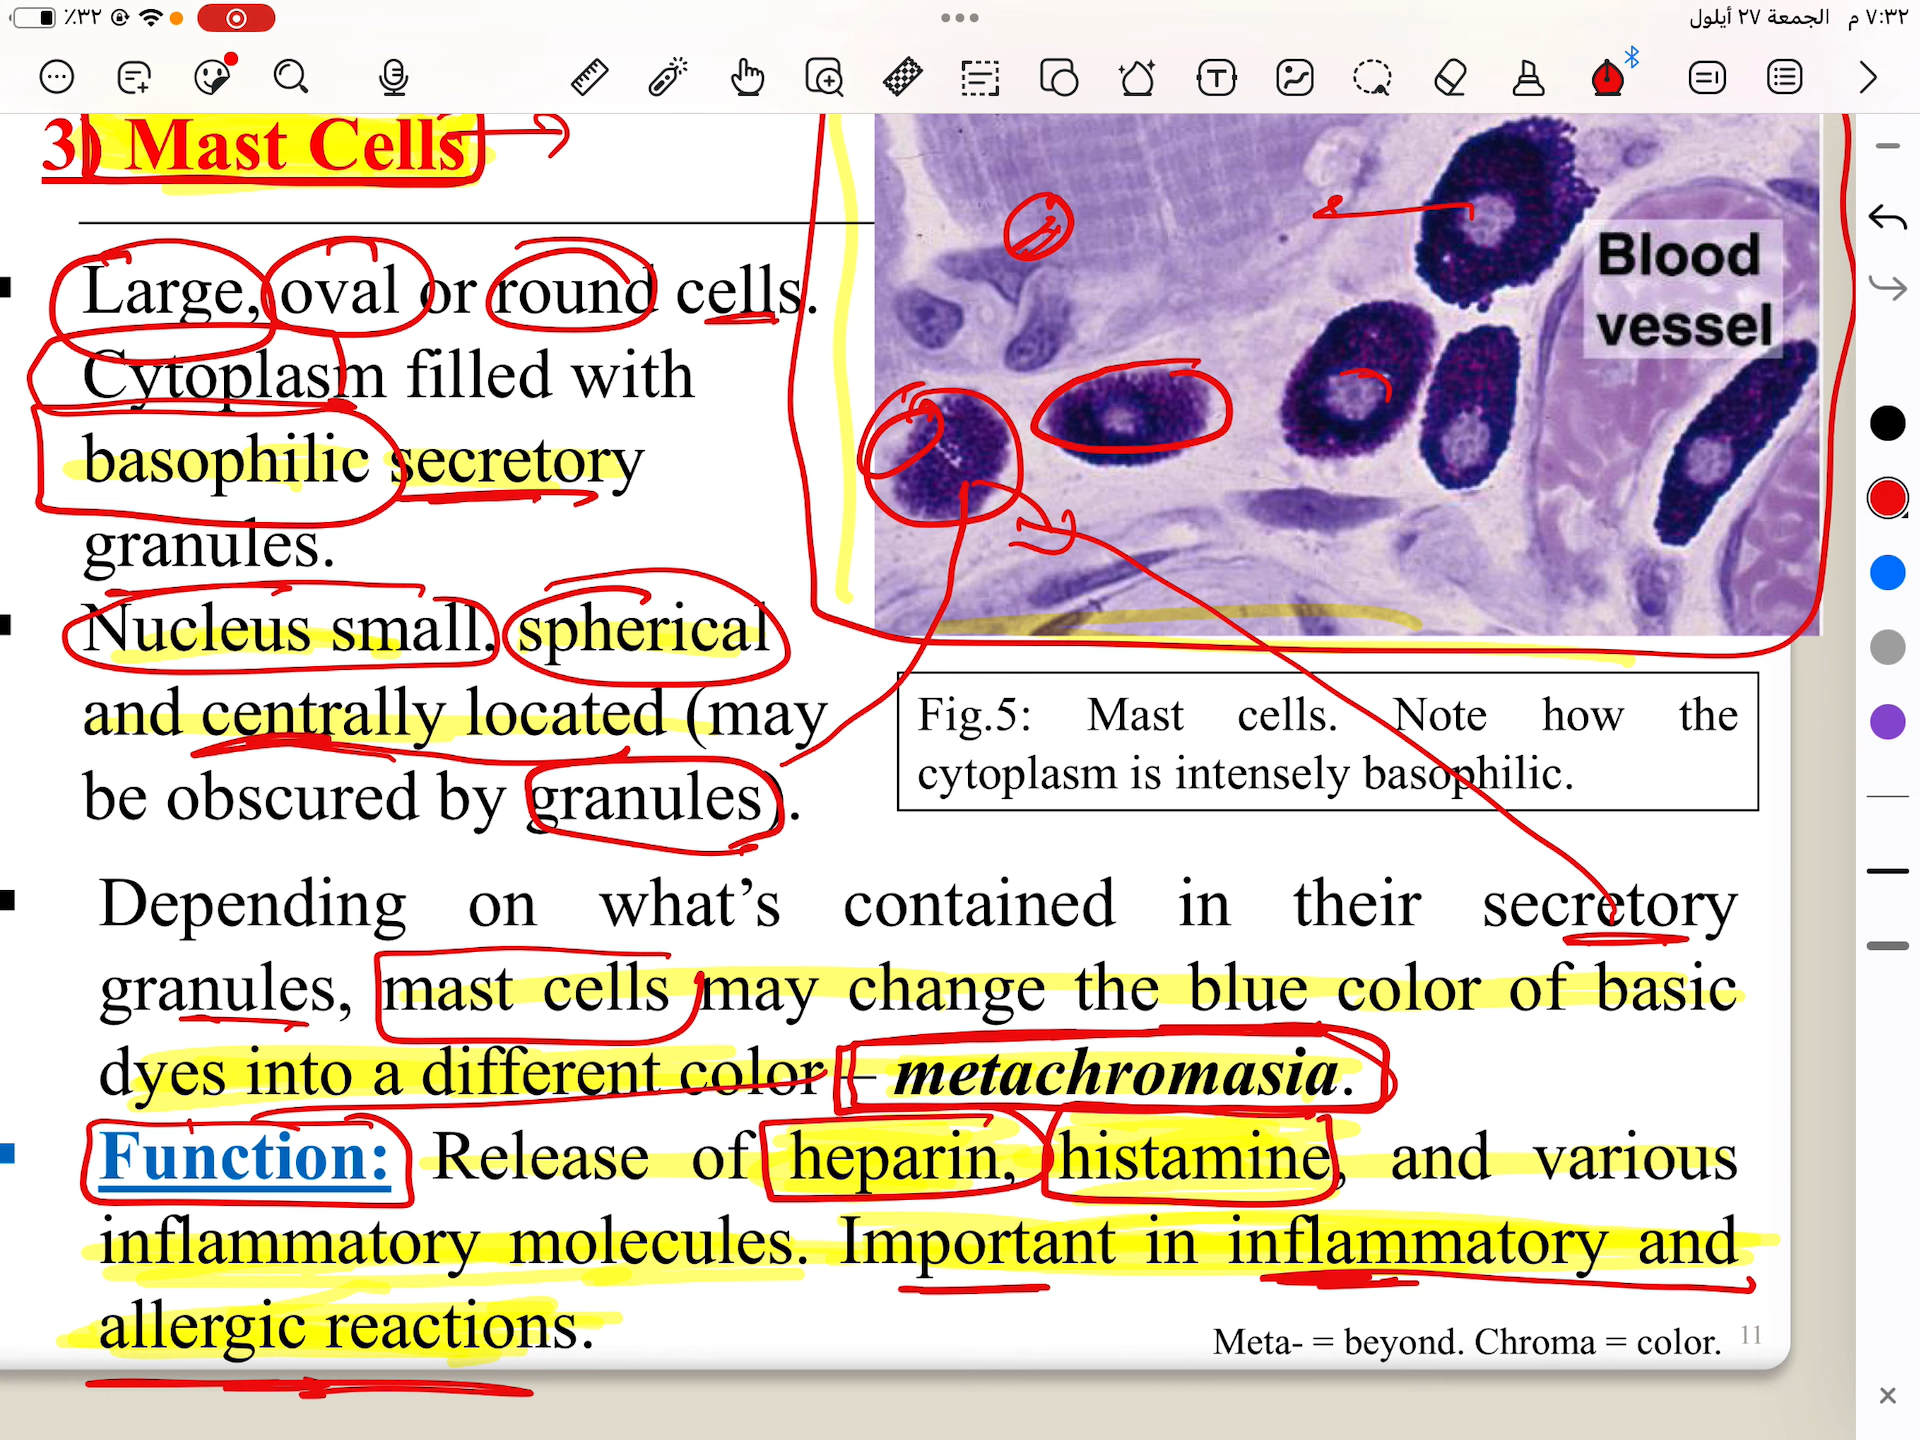 ٪٣٢
٧:٣٢ م الجمعة ٢٧ أيلول
3) Mast Cells
Large, oval or round cells.
Cytoplasm filled with
basophilic secretory
granules.
Nucleus small, spherical
and centrally located (may
be obscured by granules).
Blood
vessel
Fig.5: Mast cells. Note how the
cytoplasm is intensely basophilic.
Depending on what’s contained in their secretory
granules, mast cells may change the blue color of basic
dyes into a different color – metachromasia.
Function: Release of heparin, histamine, and various
inflammatory molecules. Important in inflammatory and
allergic reactions.
Meta- = beyond. Chroma = color.
11